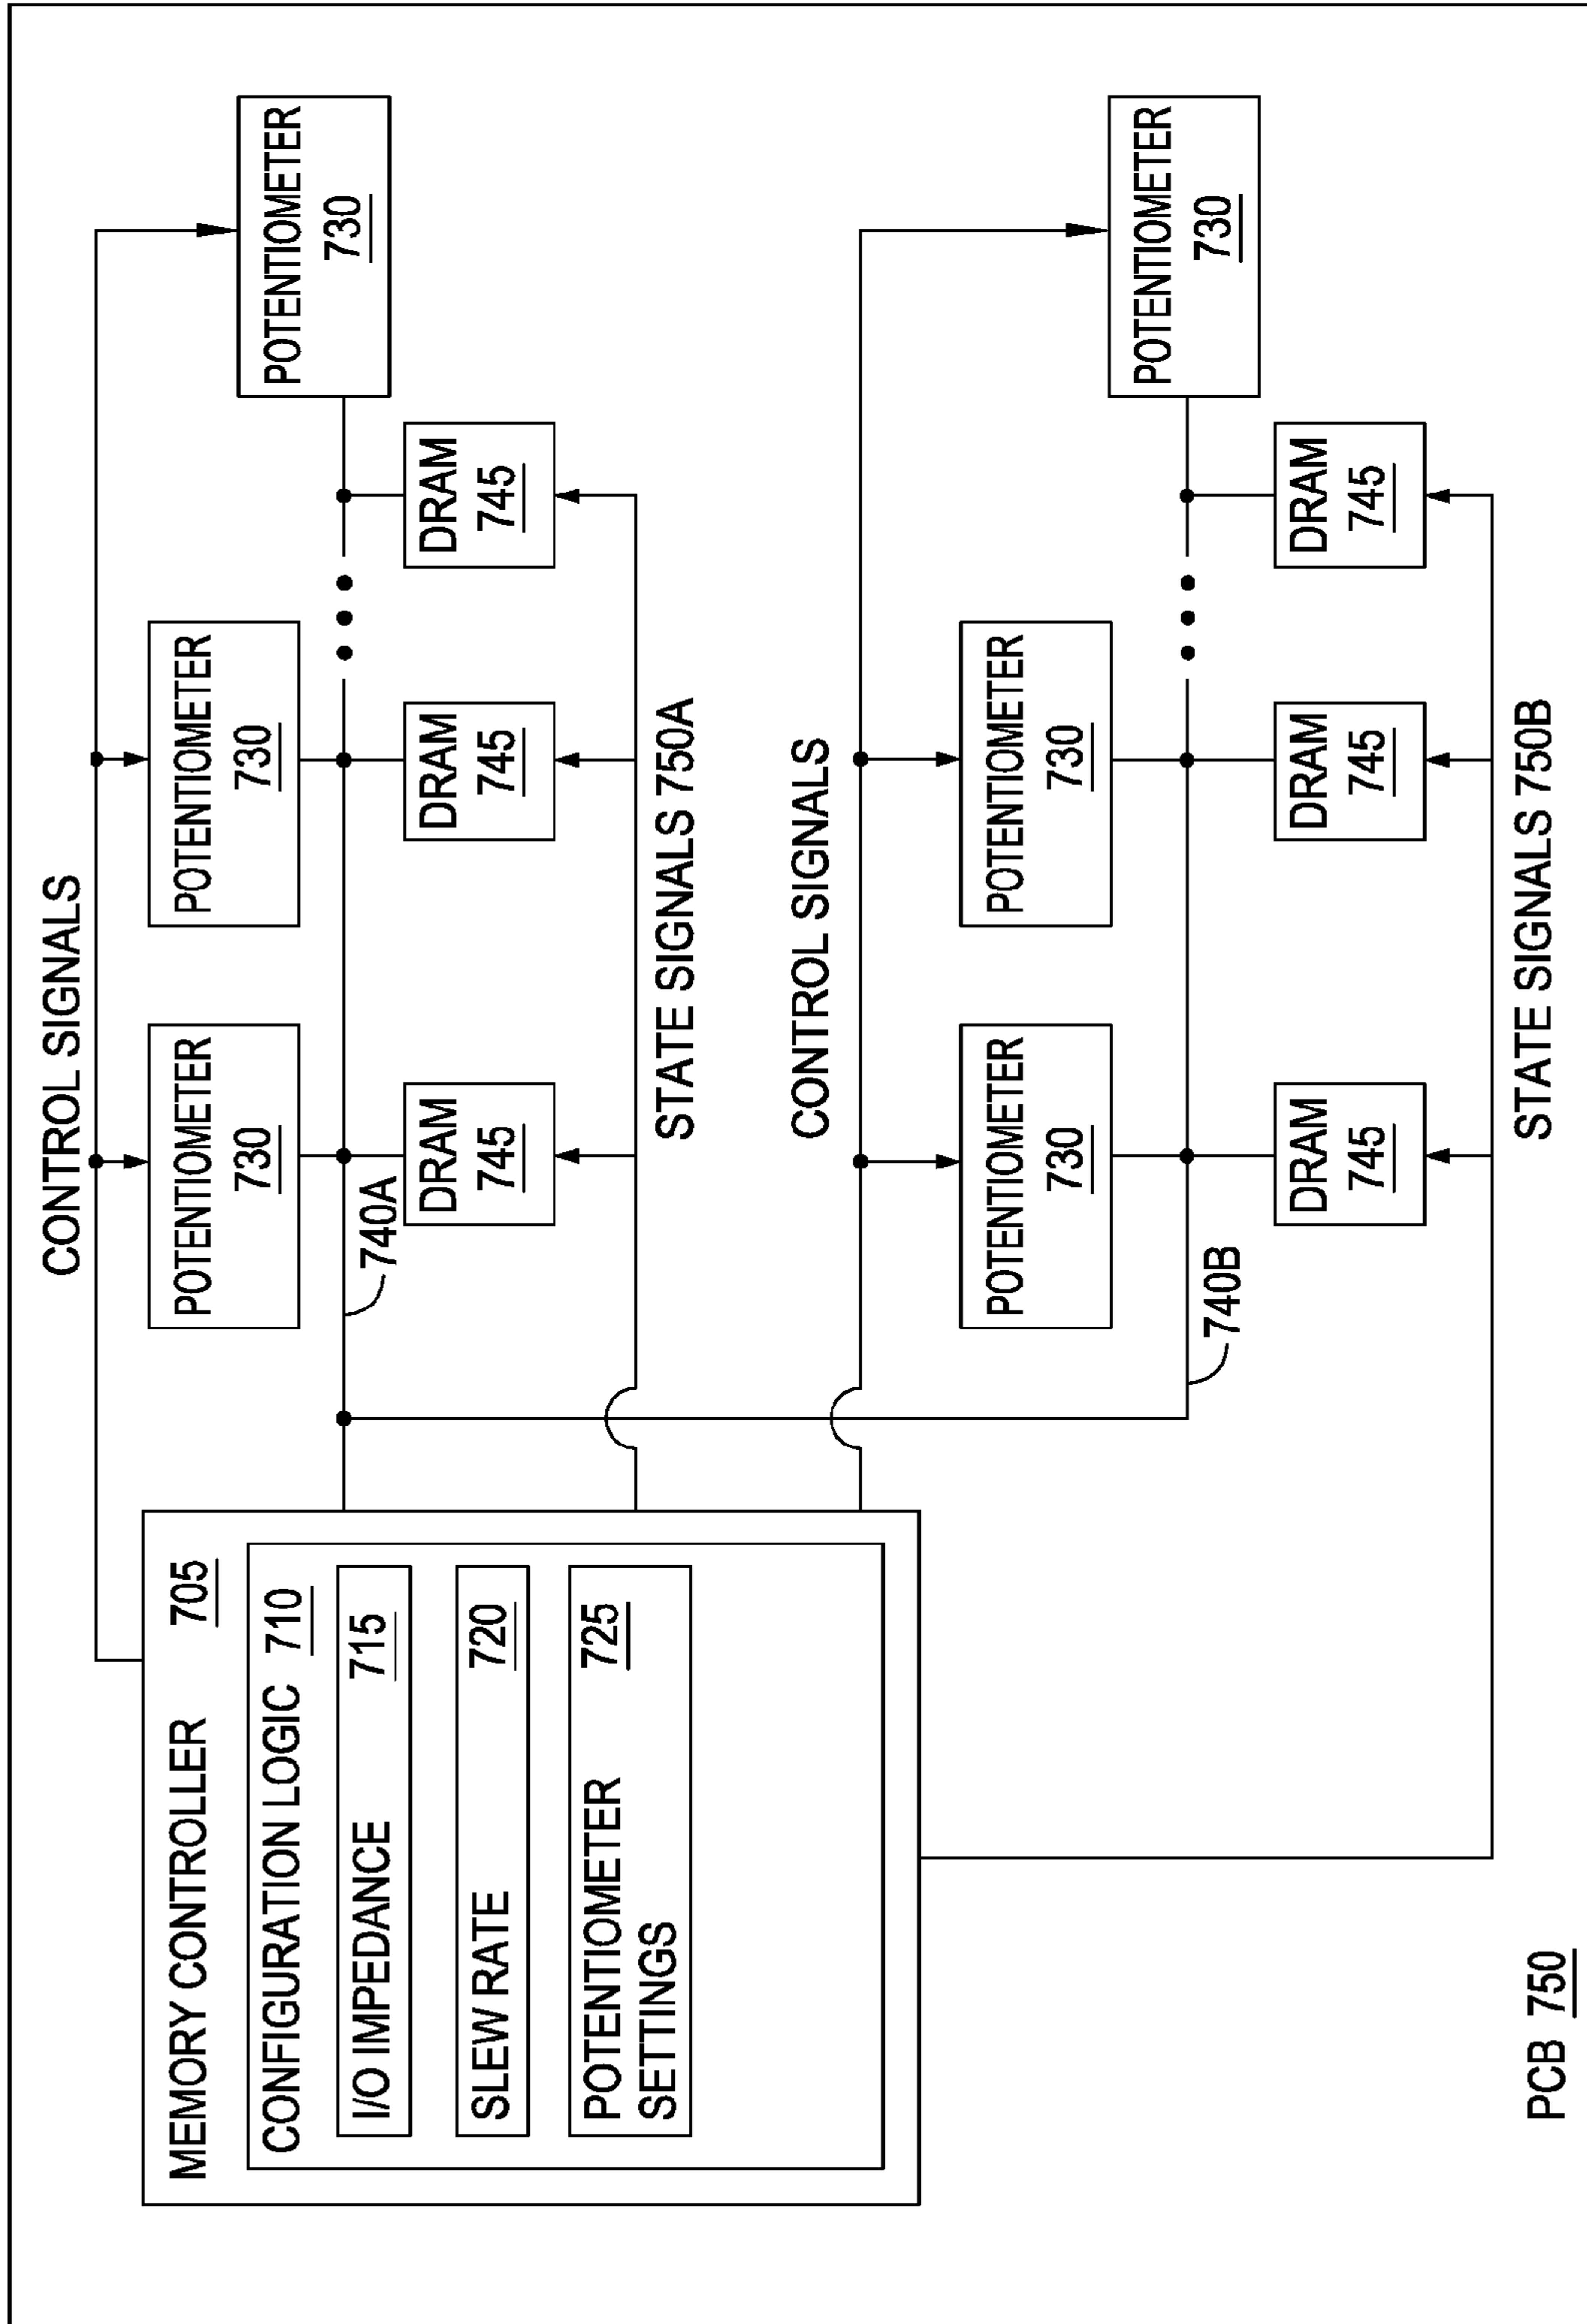 CONTROL SIGNALS
MEMORY CONTROLLER 705
CONFIGURATION LOGIC 710
I/O IMPEDANCE 715
SLEW RATE 720
POTENTIOMETER 725
SETTINGS
POTENTIOMETER
730
POTENTIOMETER
730
POTENTIOMETER
730
740A
DRAM
745
DRAM
745
DRAM
745
STATE SIGNALS 750A
CONTROL SIGNALS
POTENTIOMETER
730
POTENTIOMETER
730
POTENTIOMETER
730
740B
DRAM
745
DRAM
745
DRAM
745
STATE SIGNALS 750B
PCB 750